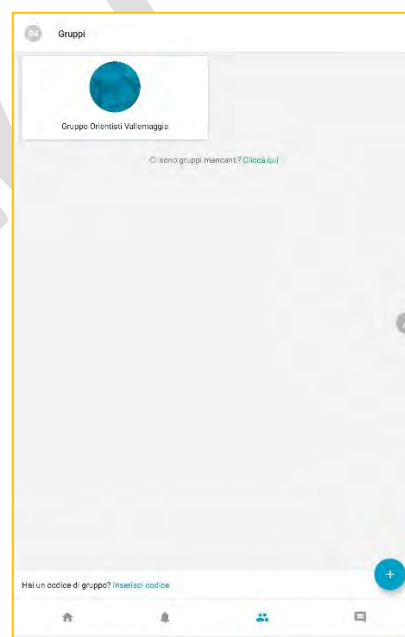 Gruppi
Gruppo Orientisti Vallemaggia
Ci sono gruppi mancanti? Clicca qui
Hai un codice di gruppo? Inserisci codice